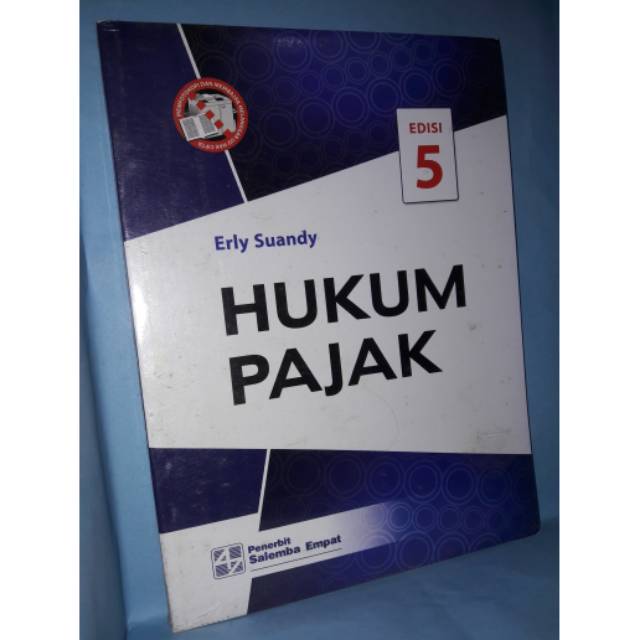 EDISI
5
Erly Suandy
HUKUM
PAJAK
Penerbit
Salemba Empat